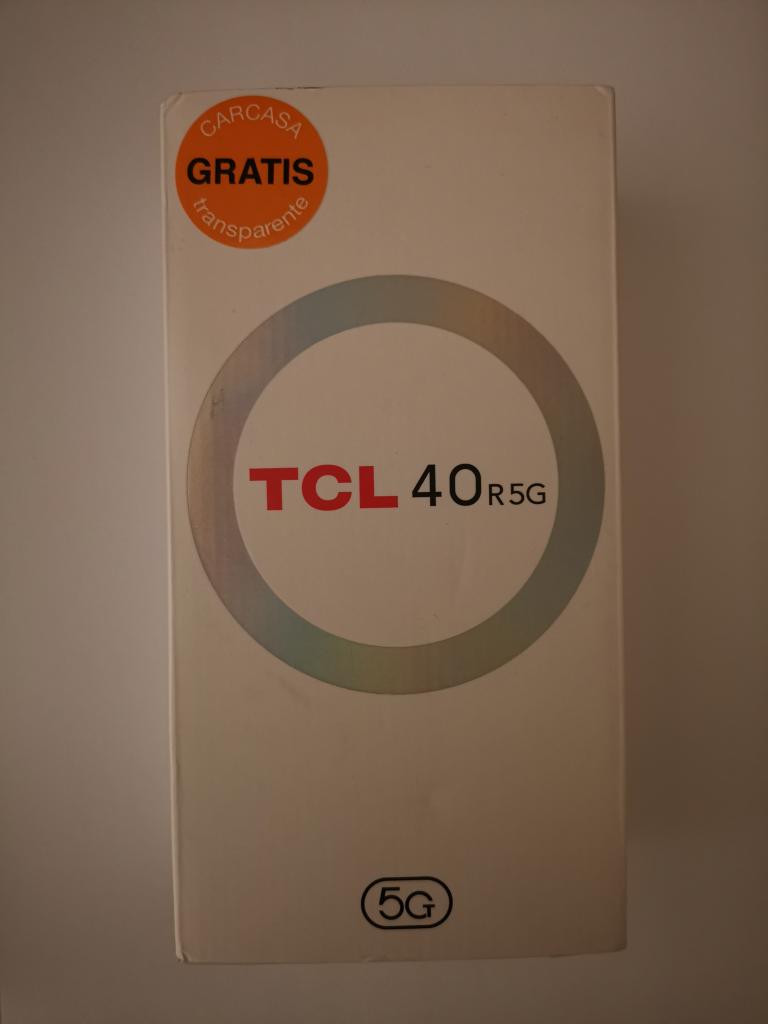 CARCASA
GRATIS
transparente
TCL 40 R 5G
5G